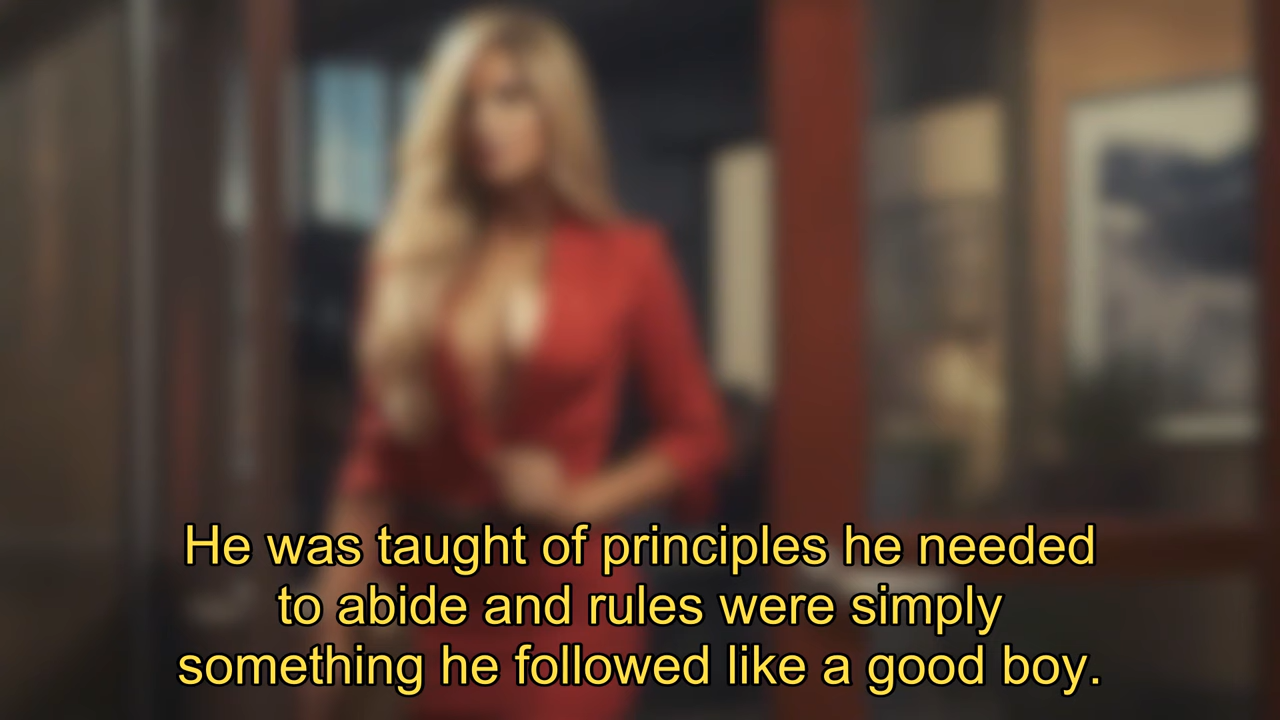 He was taught of principles he needed
to abide and rules were simply
something he followed like a good boy.